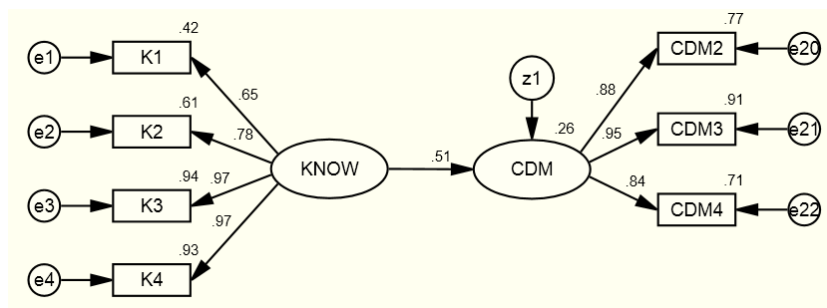 .42
e1
K1
.65
.61
e2
K2
.78
.94
.97
e3
K3
.97
.93
e4
K4
KNOW
.51
z1
.26
CDM
.88
.77
CDM2
e20
.95
.91
CDM3
e21
.84
.71
CDM4
e22